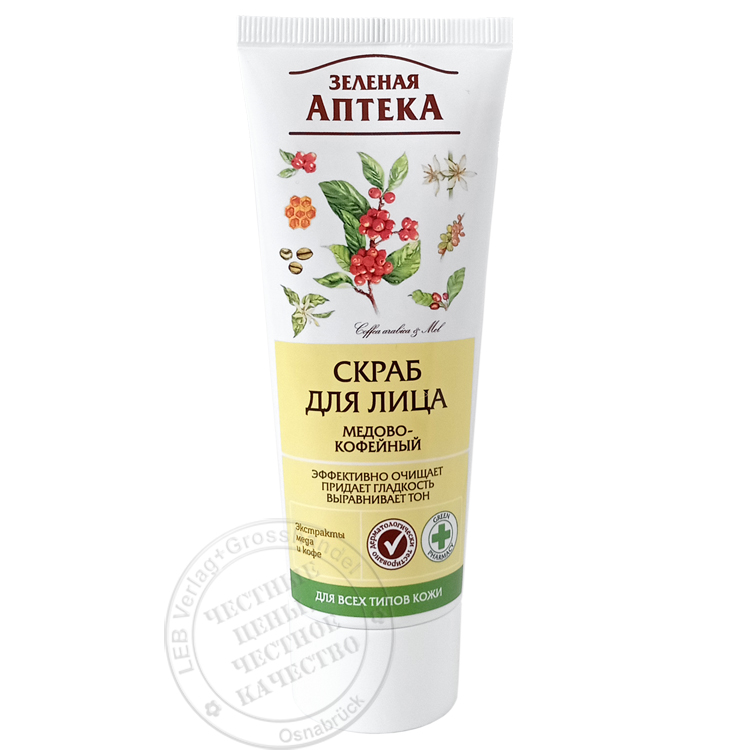 ЗЕЛЕНАЯ
АПТЕКА
Coffea arabica & Mel
СКРАБ
ДЛЯ ЛИЦА
МЕДОВО-
КОФЕЙНЫЙ
ЭФФЕКТИВНО ОЧИЩАЕТ
ПРИДАЕТ ГЛАДКОСТЬ
ВЫРАВНИВАЕТ ТОН
Экстракты
меда
и кофе
дерматологически
тестировано
GREEN
PHARMACY
ДЛЯ ВСЕХ ТИПОВ КОЖИ
LEB Verlag+Grosshandel
ЧЕСТНЫЕ
ЦЕНЫ
ЧЕСТНОЕ
КАЧЕСТВО
Osnabrück